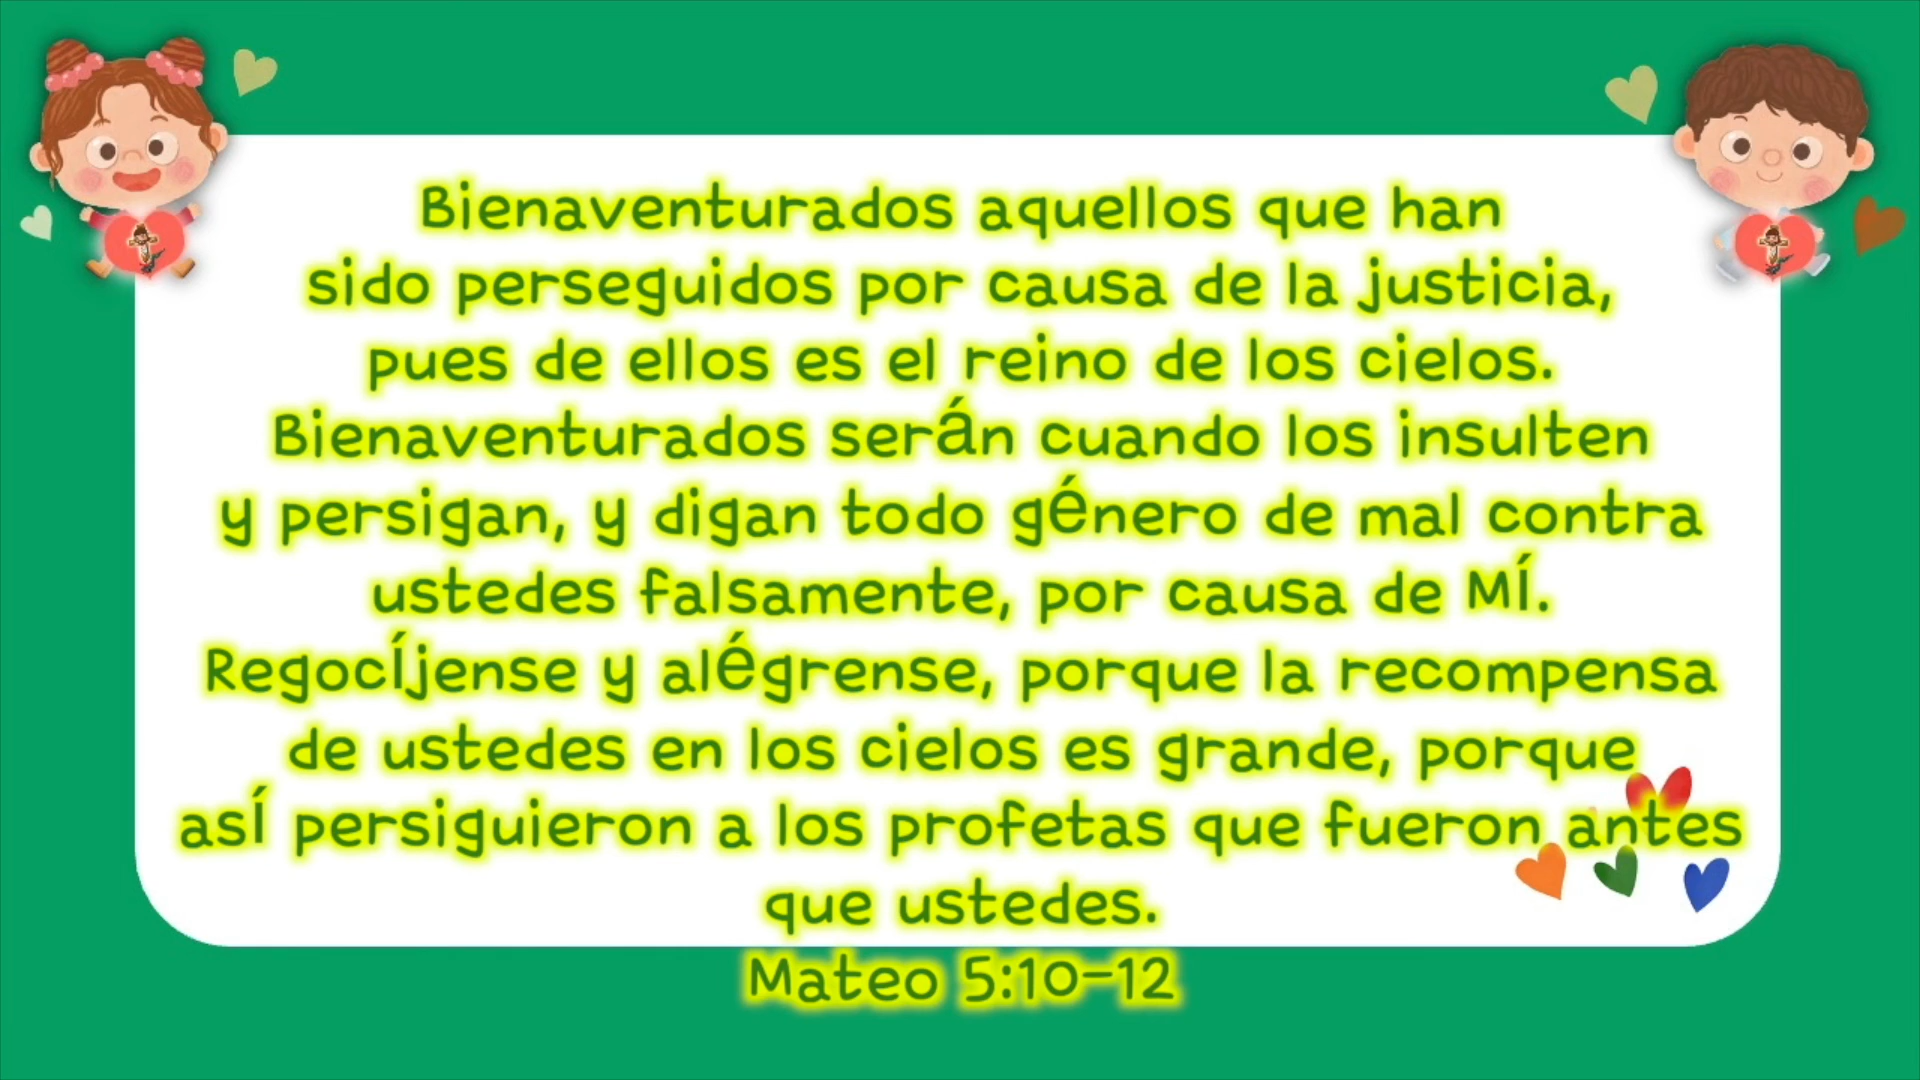 Bienaventurados aquellos que han
sido perseguidos por causa de la justicia,
pues de ellos es el reino de los cielos.
Bienaventurados serán cuando los insulten
y persigan, y digan todo género de mal contra
ustedes falsamente, por causa de Mí.
Regocíjense y alégrense, porque la recompensa
de ustedes en los cielos es grande, porque
así persiguieron a los profetas que fueron antes
que ustedes.
Mateo 5:10-12